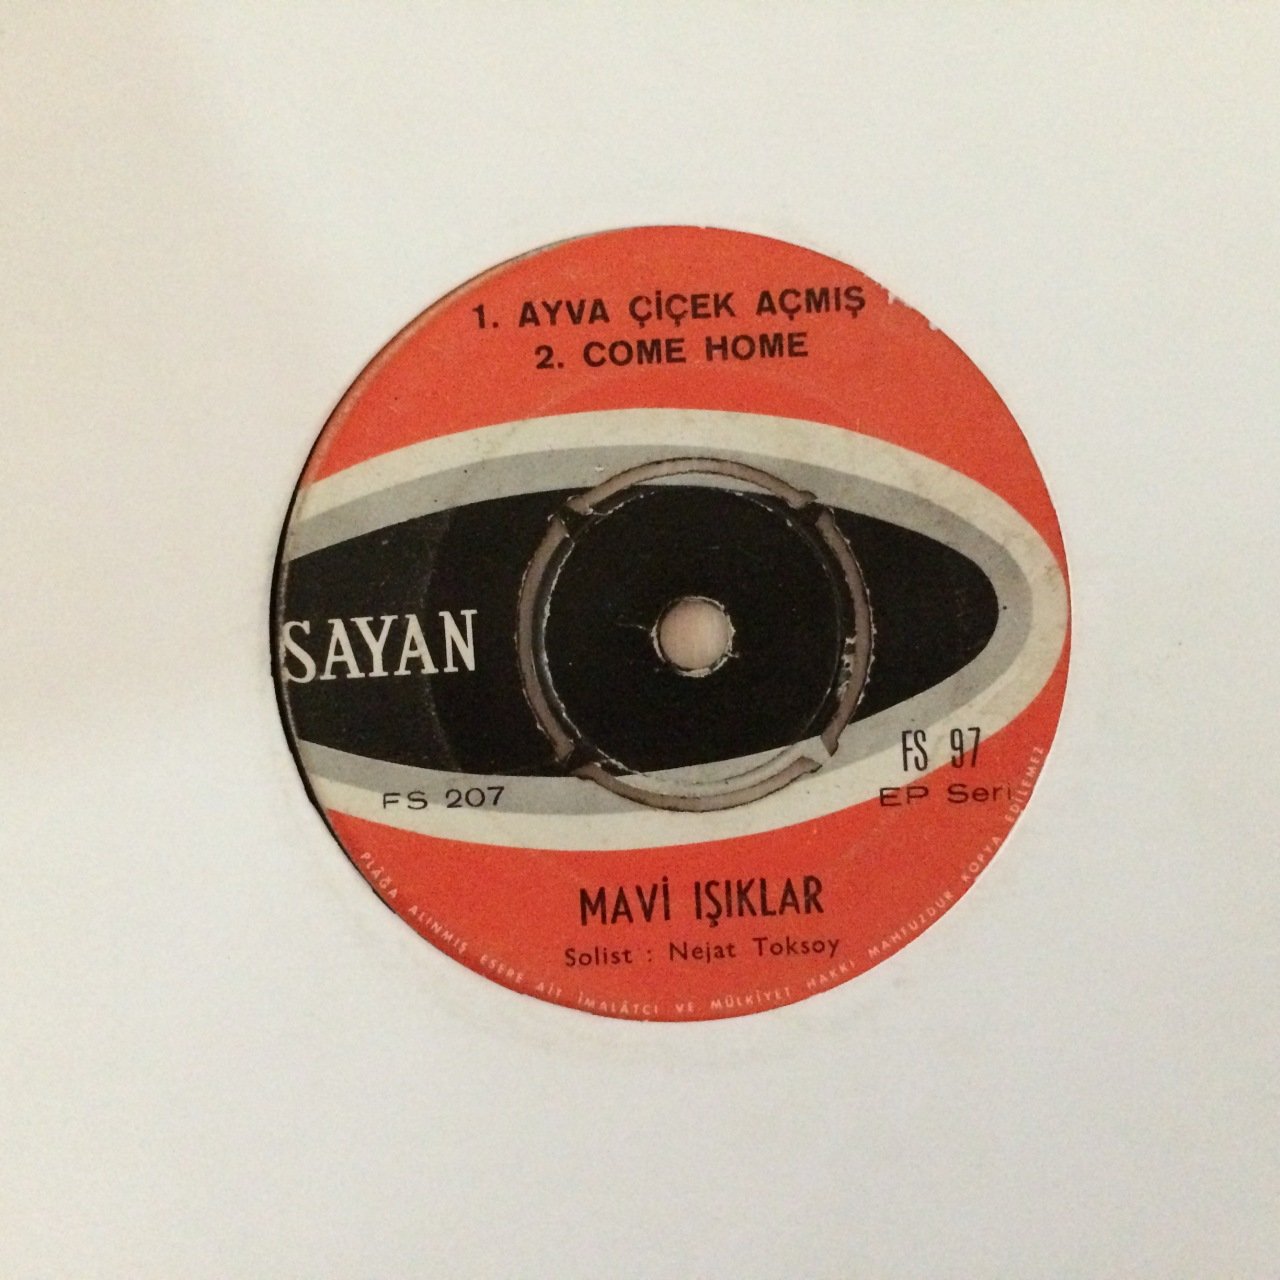 1. AYVA ÇİÇEK AÇMIŞ
2. COME HOME
SAYAN
FS 97
FS 207
EP Seri
MAVİ IŞIKLAR
Solist : Nejat Toksoy
PLÂĞA ALINMIŞ ESERE AİT İMALÂTCI VE MÜLKİYET HAKKI MAHFUZDUR KOPYA EDİLEMEZ